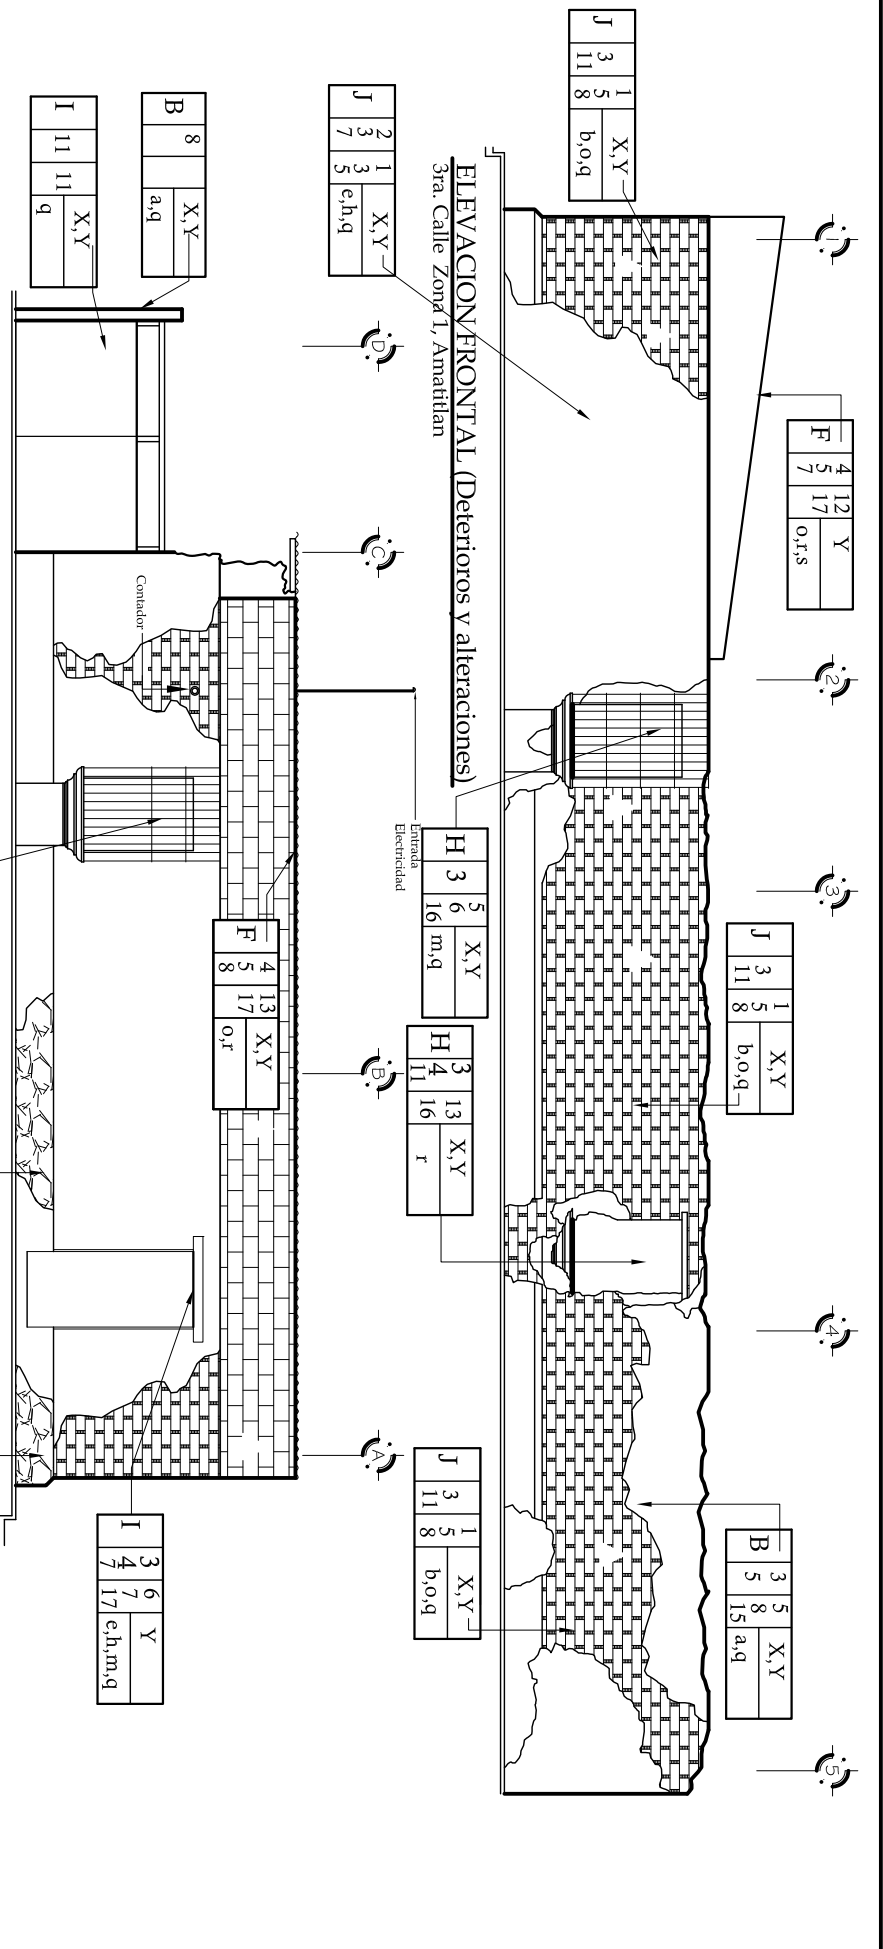 1
2
3
4
5
J
3
11
1
5
8
X,Y
b,o,q
F
4
5
7
12
17
Y
o,r,s
J
3
11
1
5
8
X,Y
b,o,q
B
3
5
5
8
15
X,Y
a,q
J
2
3
7
1
3
5
X,Y
e,h,q
H
3
5
6
16
X,Y
m,q
H
3
4
11
13
16
X,Y
r
J
3
11
1
5
8
X,Y
b,o,q
ELEVACION FRONTAL (Deterioros y alteraciones)
3ra. Calle Zona 1, Amatitlan
D
C
B
A
Entrada
Electricidad
B
8
X,Y
a,q
I
11
11
X,Y
q
Contador
F
4
5
8
13
17
X,Y
o,r
I
3
4
7
6
7
17
Y
e,h,m,q